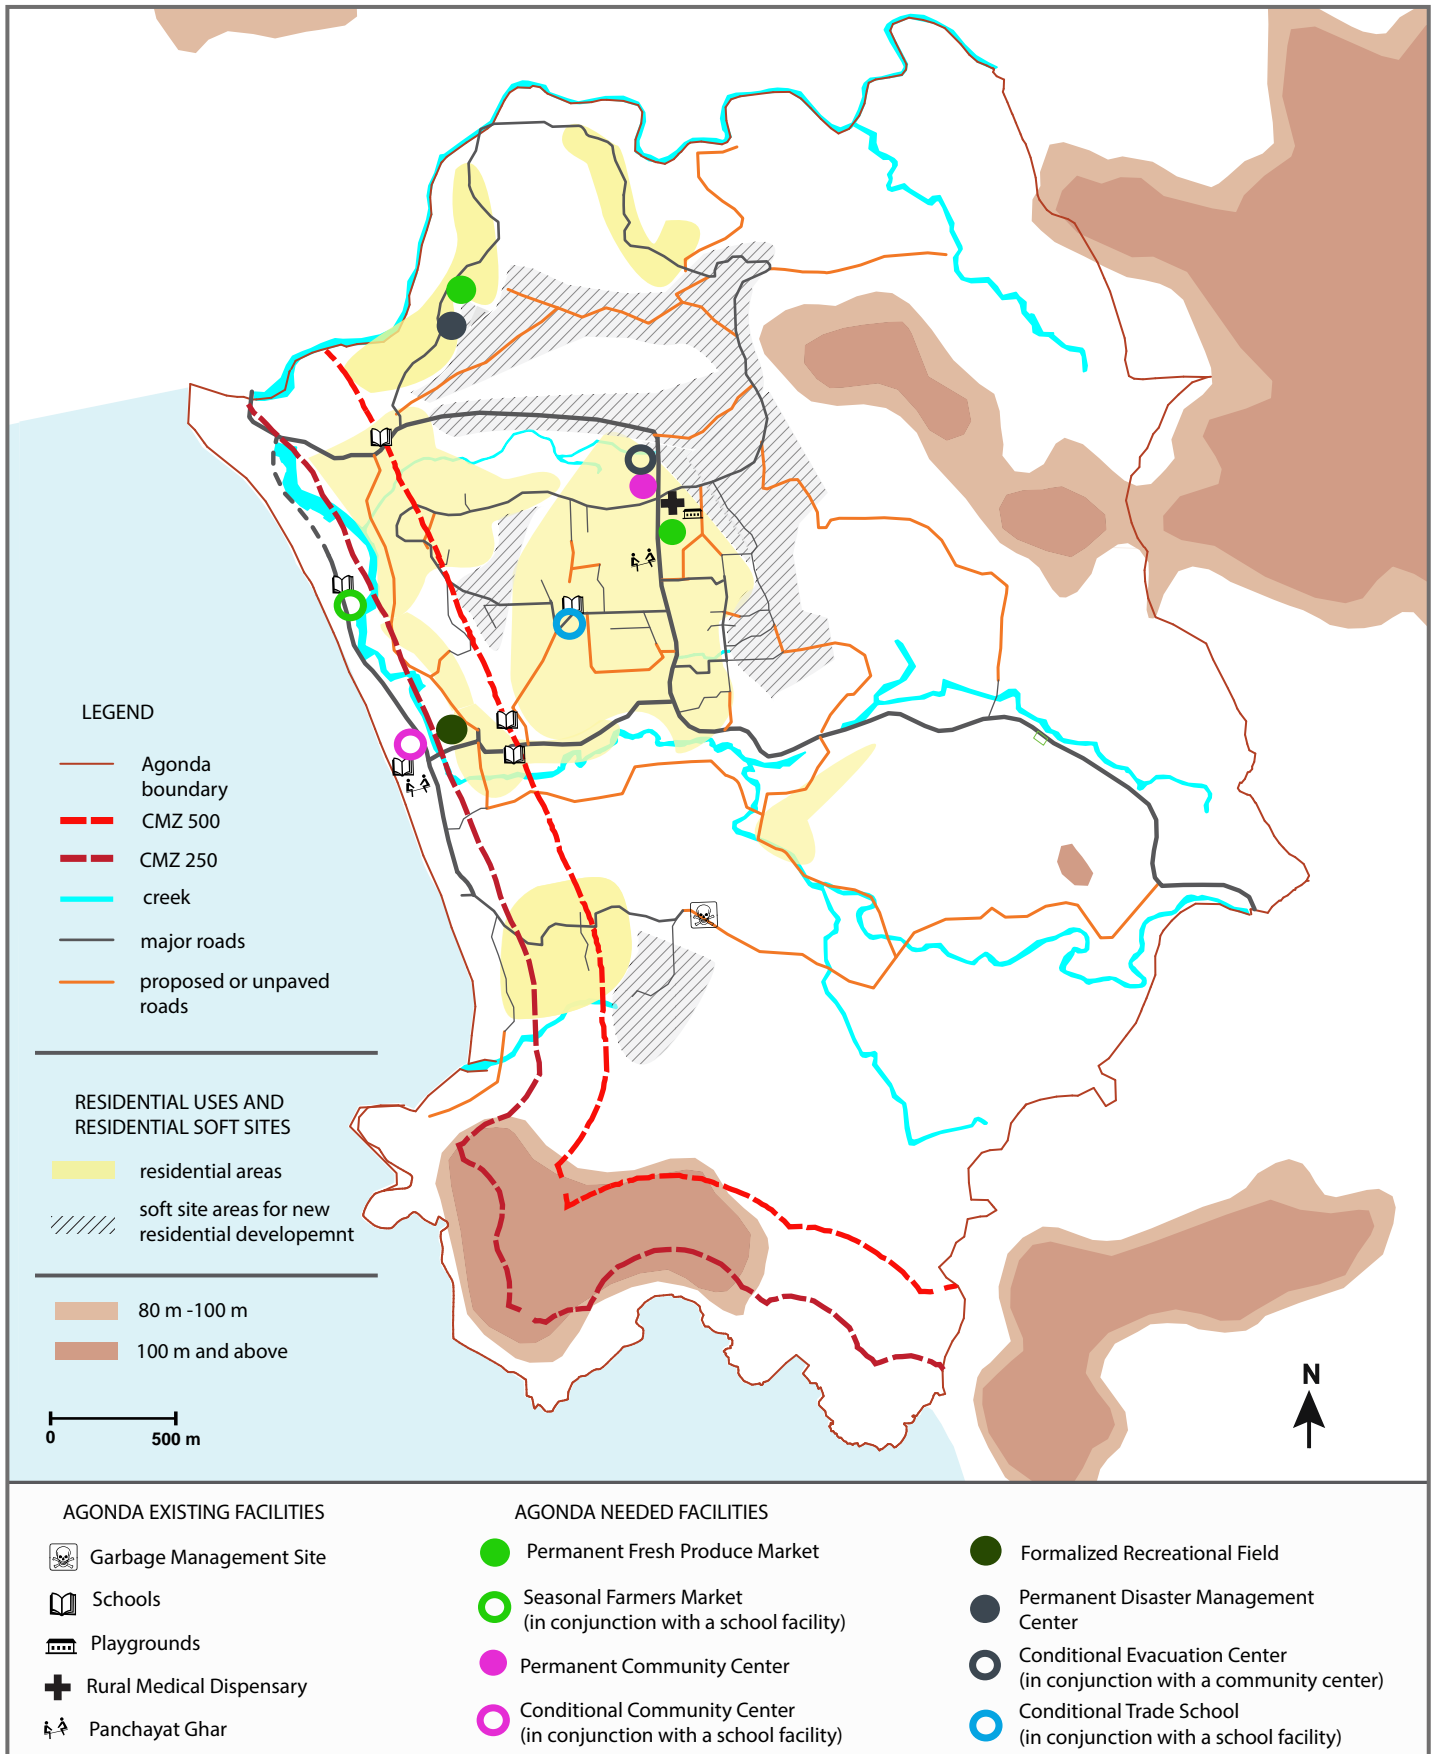 LEGEND
Agonda
boundary
CMZ 500
CMZ 250
creek
major roads
proposed or unpaved
roads
RESIDENTIAL USES AND
RESIDENTIAL SOFT SITES
residential areas
soft site areas for new
residential developemnt
80 m -100 m
100 m and above
0 500 m
N
AGONDA EXISTING FACILITIES
Garbage Management Site
Schools
Playgrounds
Rural Medical Dispensary
Panchayat Ghar
AGONDA NEEDED FACILITIES
Permanent Fresh Produce Market
Seasonal Farmers Market
(in conjunction with a school facility)
Permanent Community Center
Conditional Community Center
(in conjunction with a school facility)
Formalized Recreational Field
Permanent Disaster Management
Center
Conditional Evacuation Center
(in conjunction with a community center)
Conditional Trade School
(in conjunction with a school facility)